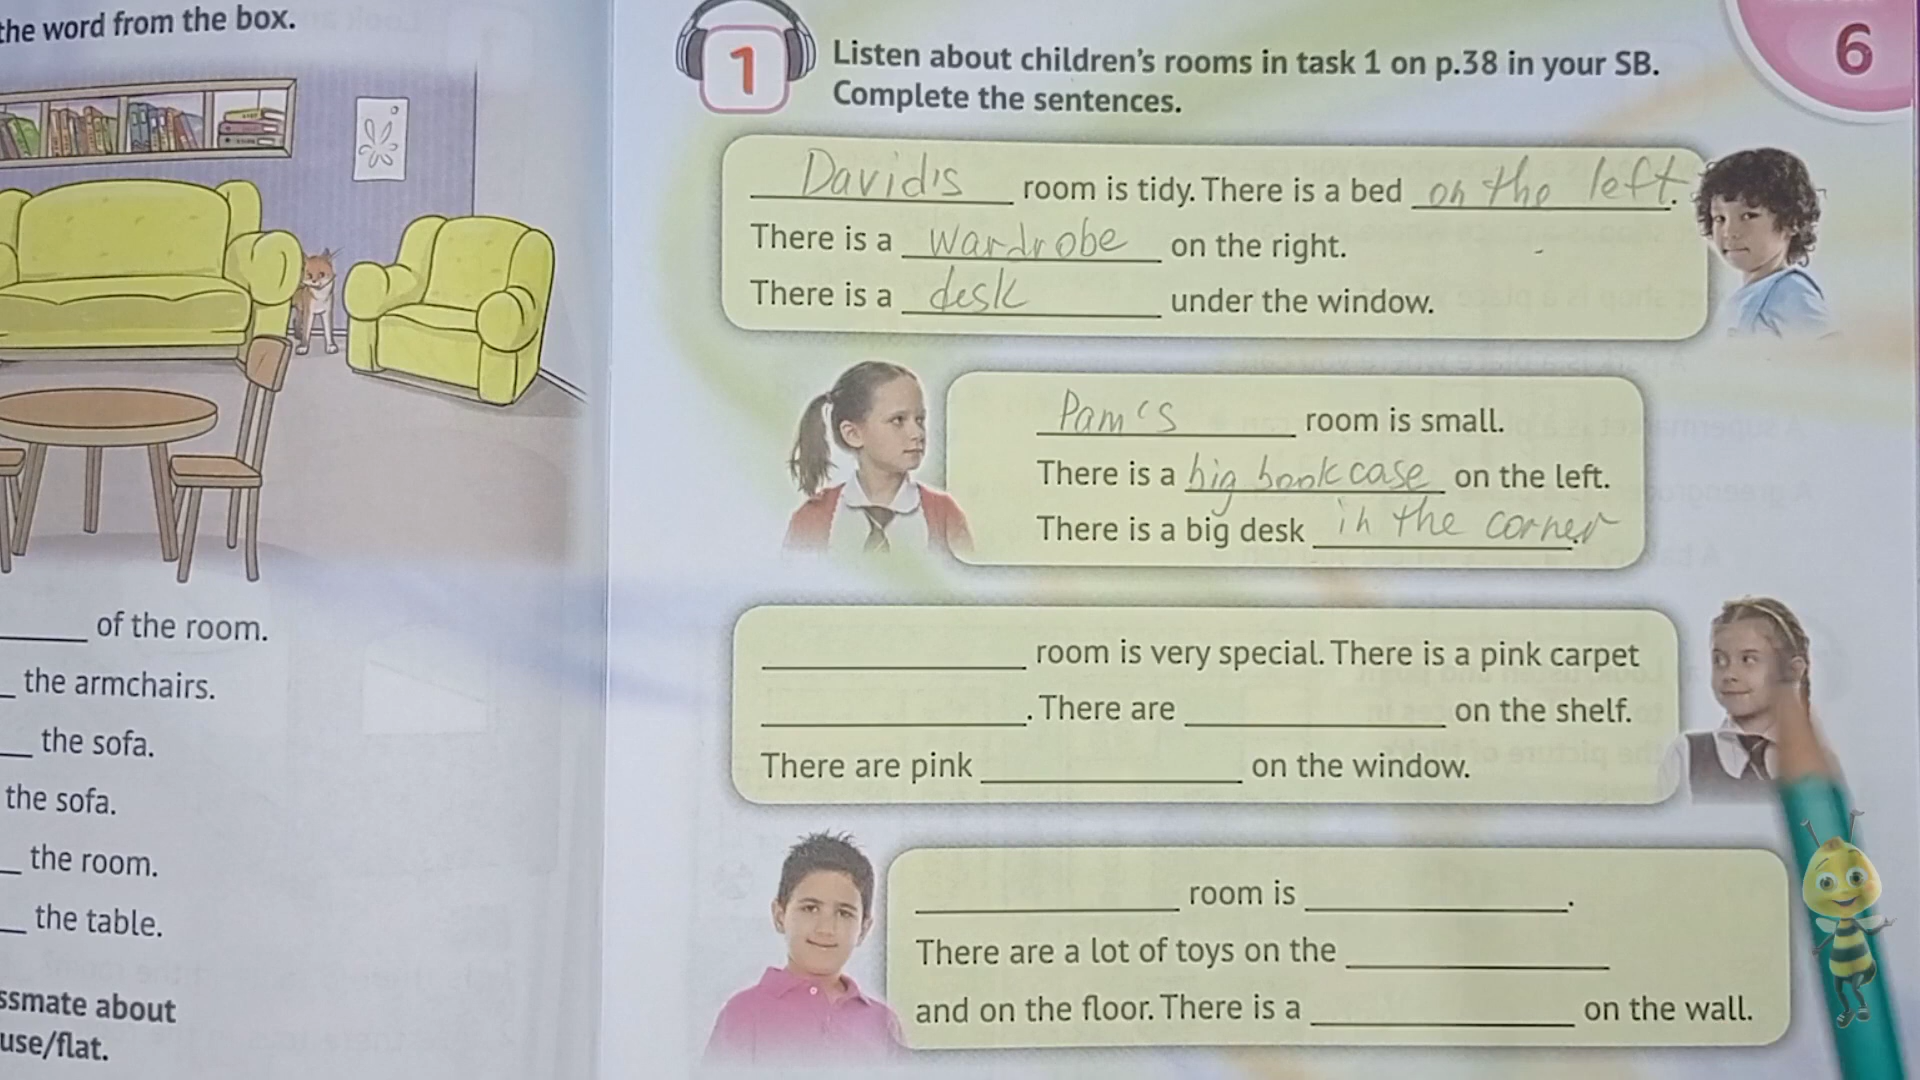 the word from the box.
of the room.
the armchairs.
the sofa.
the sofa.
the room.
the table.
ssmate about
use/flat.
6
1
Listen about children's rooms in task 1 on p.38 in your SB.
Complete the sentences.
David's room is tidy. There is a bed on the left.
There is a wardrobe on the right.
There is a desk under the window.
Pam's room is small.
There is a big bookcase on the left.
There is a big desk in the corner.
room is very special. There is a pink carpet
. There are on the shelf.
There are pink on the window.
room is .
There are a lot of toys on the
and on the floor. There is a on the wall.